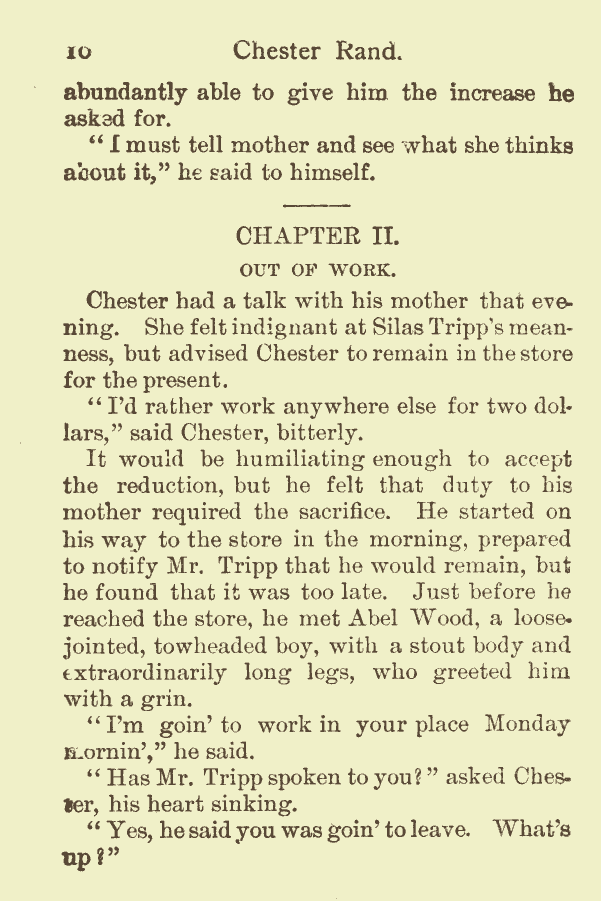 10 Chester Rand.
abundantly able to give him the increase he
asked for.
“I must tell mother and see what she thinks
about it,” he said to himself.
CHAPTER II.
OUT OF WORK.
Chester had a talk with his mother that eve-
ning. She felt indignant at Silas Tripp’s mean-
ness, but advised Chester to remain in the store
for the present.
“I’d rather work anywhere else for two dol-
lars,” said Chester, bitterly.
It would be humiliating enough to accept
the reduction, but he felt that duty to his
mother required the sacrifice. He started on
his way to the store in the morning, prepared
to notify Mr. Tripp that he would remain, but
he found that it was too late. Just before he
reached the store, he met Abel Wood, a loose-
jointed, towheaded boy, with a stout body and
extraordinarily long legs, who greeted him
with a grin.
“I’m goin’ to work in your place Monday
mornin’,” he said.
“Has Mr. Tripp spoken to you?” asked Ches-
ter, his heart sinking.
“Yes, he said you was goin’ to leave. What’s
up?”